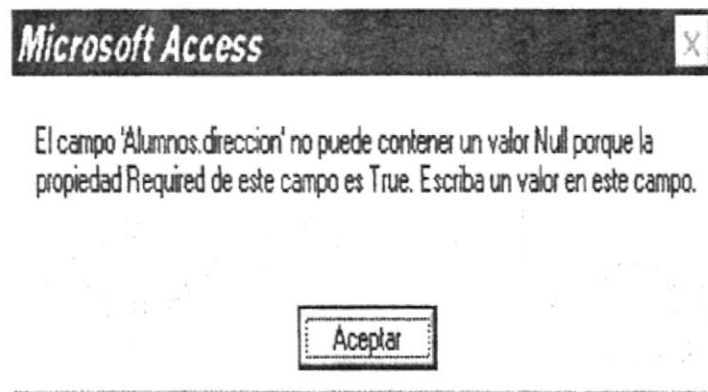 Microsoft Access
El campo 'Alumnos.direccion' no puede contener un valor Null porque la
propiedad Required de este campo es True. Escriba un valor en este campo.
Aceptar